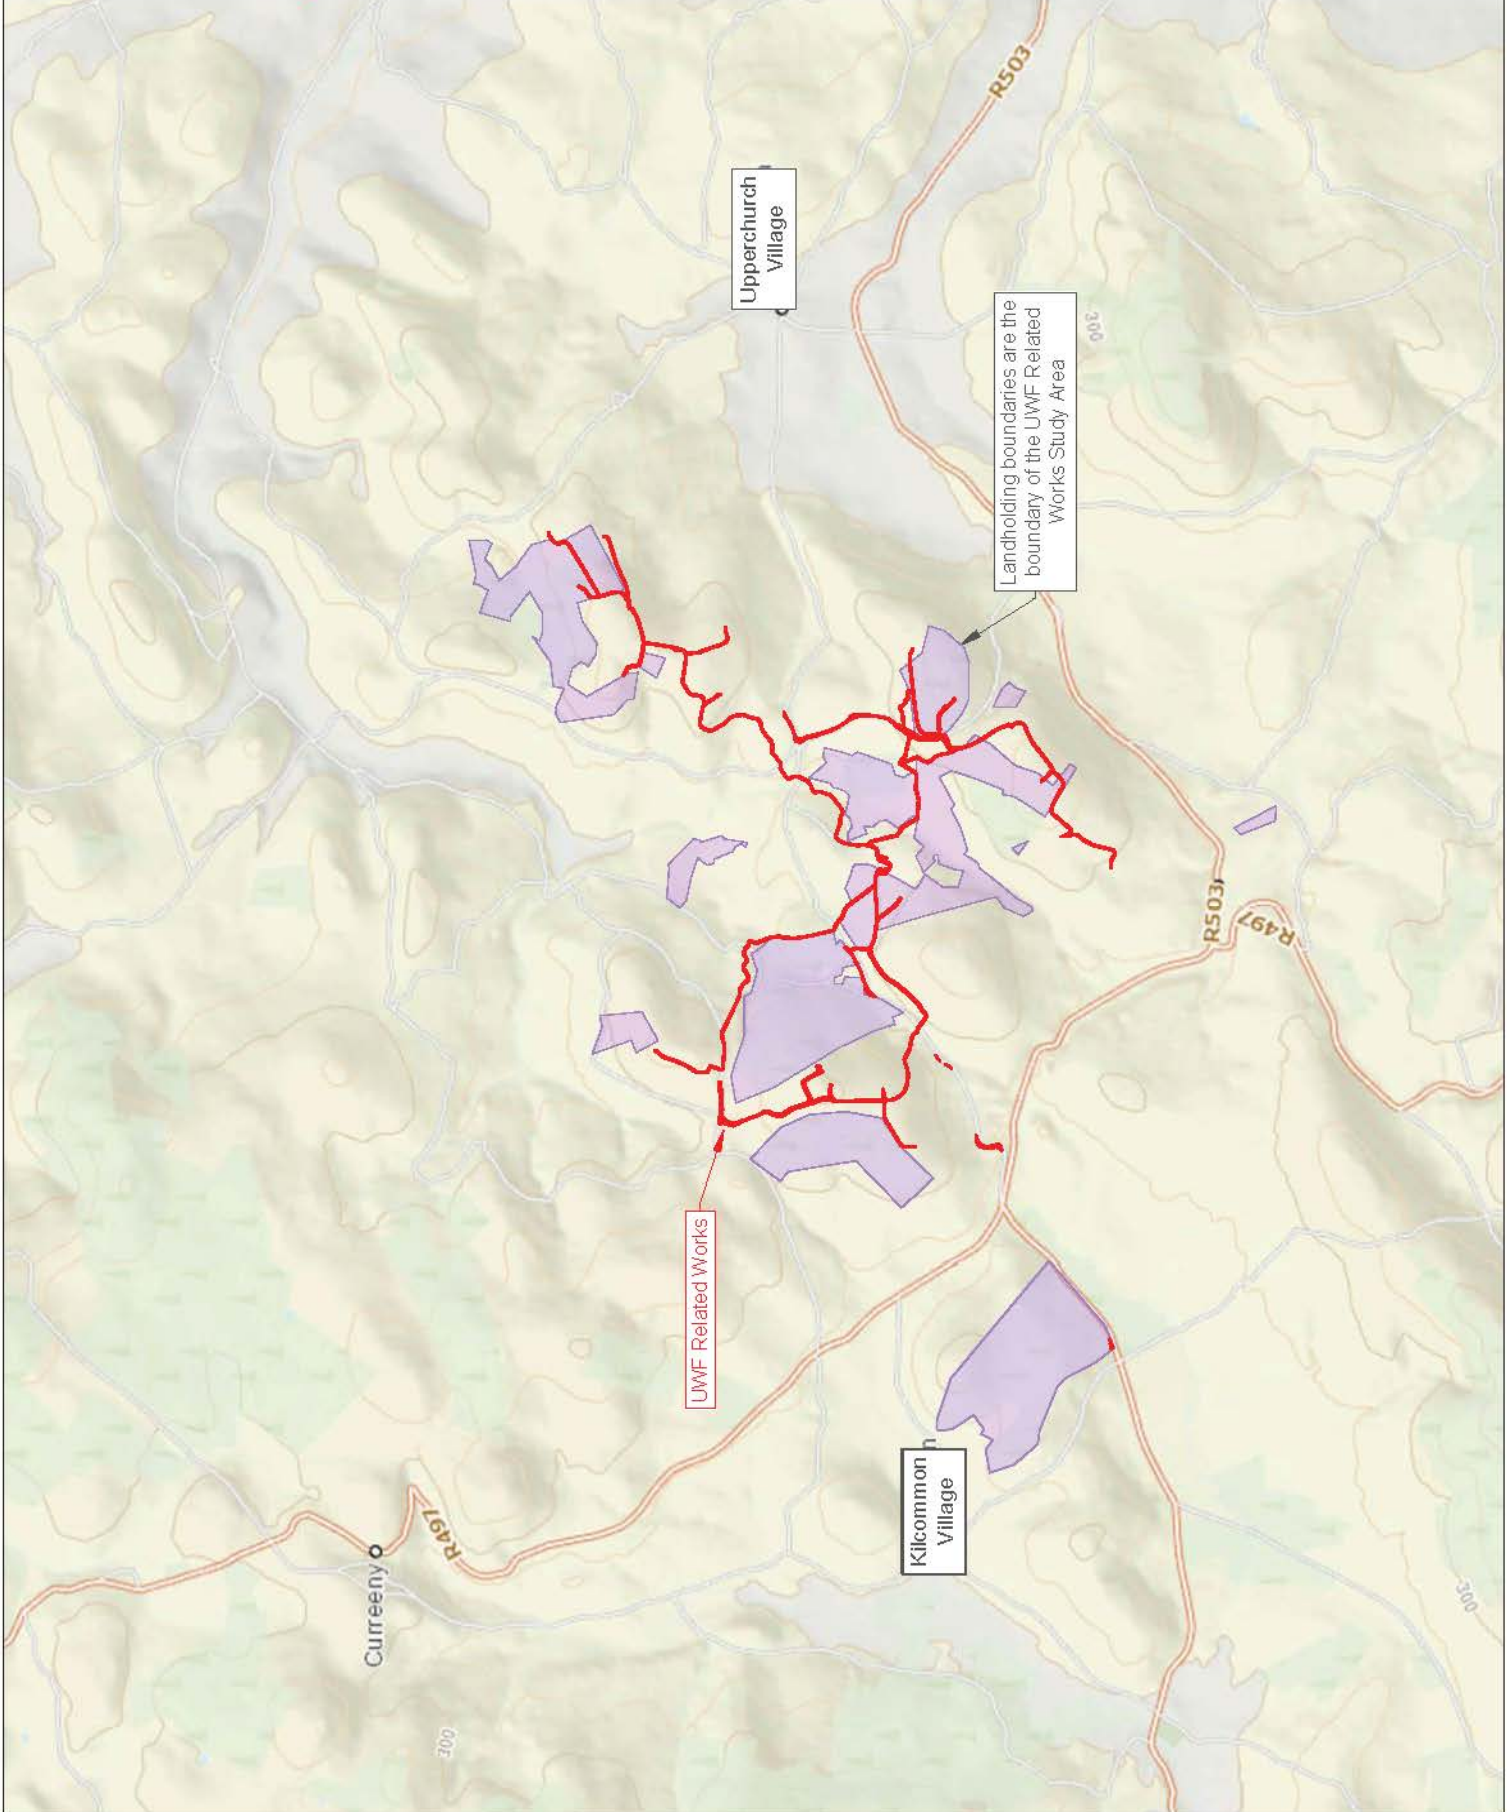 Curreeny
R497
300
UWF Related Works
Upperchurch
Village
Kilcommon
Village
R503
Landholding boundaries are the
boundary of the UWF Related
Works Study Area
300
R503
R497
300